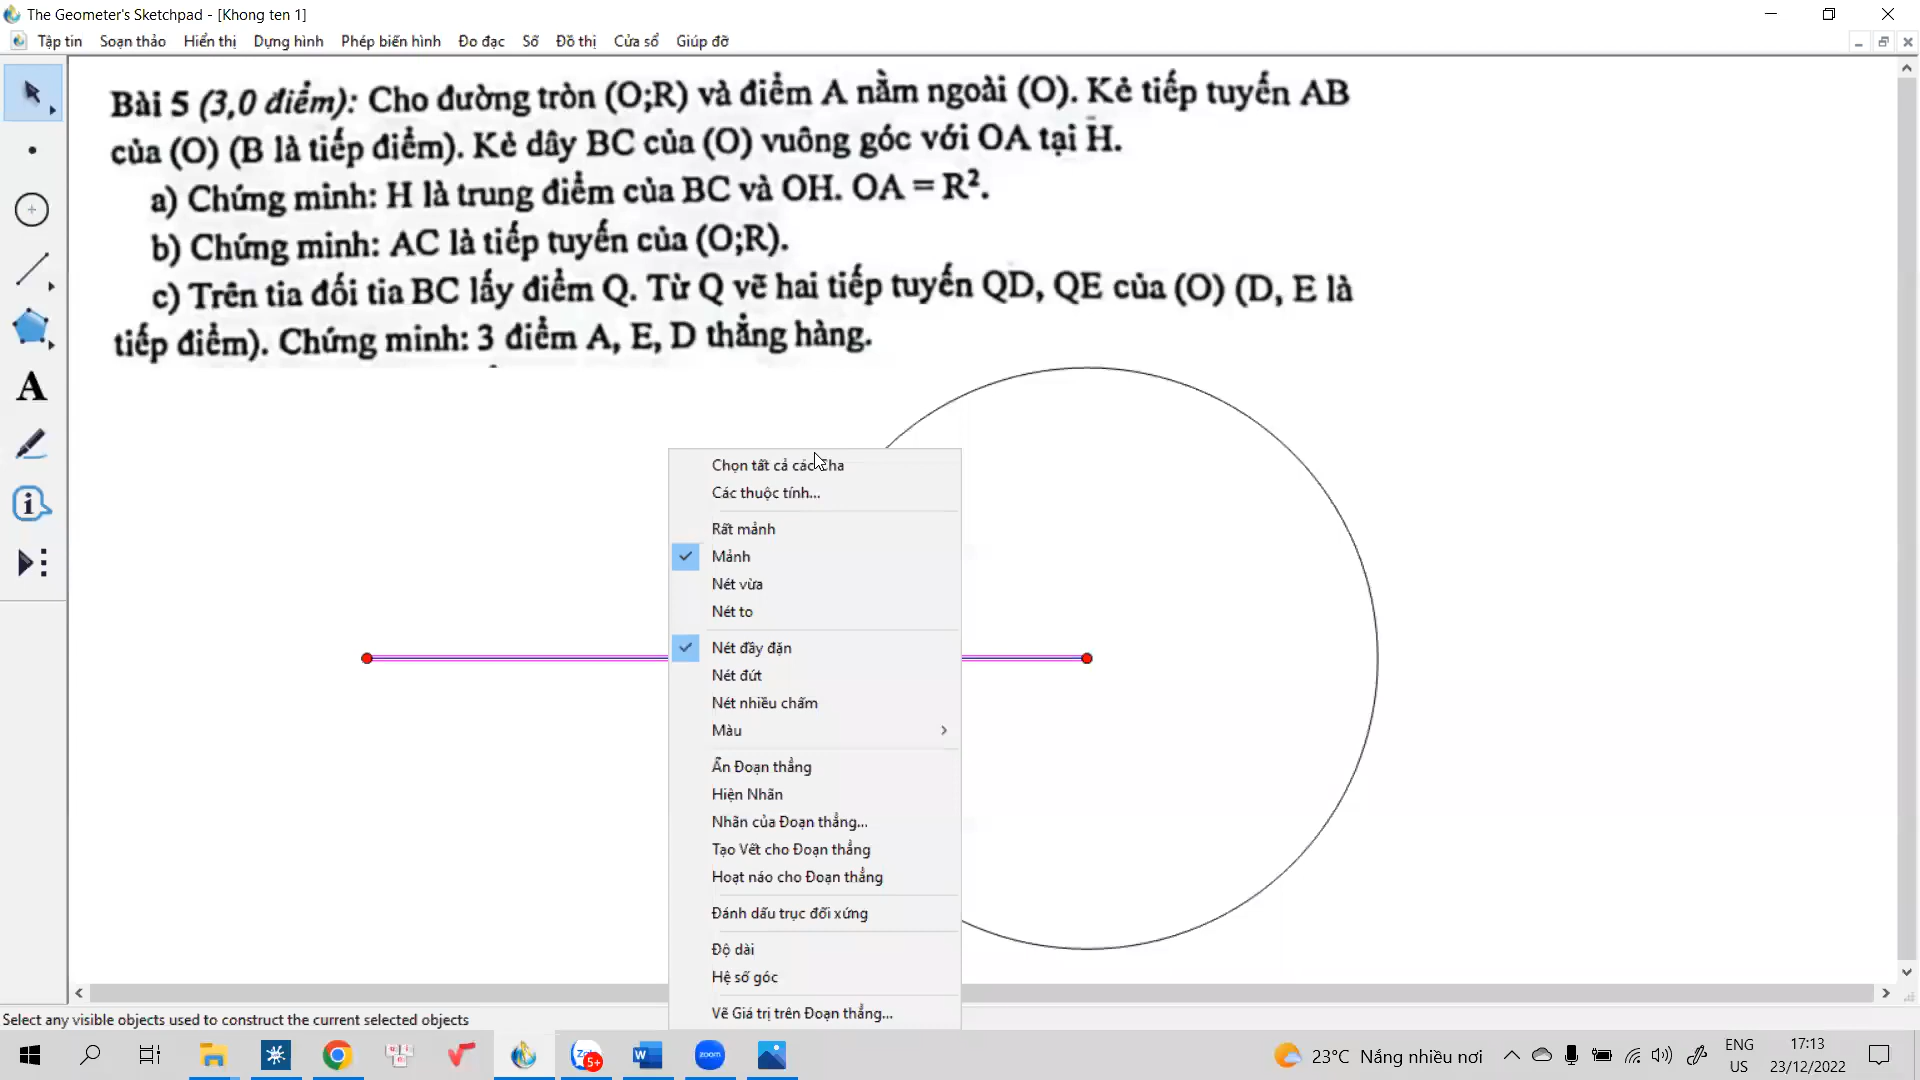 The Geometer's Sketchpad - [Khong ten 1]
Tập tin Soạn thảo Hiển thị Dựng hình Phép biến hình Đo đạc Số Đồ thị Cửa sổ Giúp đỡ
Bài 5 (3,0 điểm): Cho đường tròn (O;R) và điểm A nằm ngoài (O). Kẻ tiếp tuyến AB
của (O) (B là tiếp điểm). Kẻ dây BC của (O) vuông góc với OA tại H.
a) Chứng minh: H là trung điểm của BC và OH. OA = R².
b) Chứng minh: AC là tiếp tuyến của (O;R).
c) Trên tia đối tia BC lấy điểm Q. Từ Q vẽ hai tiếp tuyến QD, QE của (O) (D, E là
tiếp điểm). Chứng minh: 3 điểm A, E, D thẳng hàng.
A
Chọn tất cả các Cha
Các thuộc tính...
Rất mảnh
Mảnh
Nét vừa
Nét to
Nét đầy đặn
Nét đứt
Nét nhiều chấm
Màu
Ẩn Đoạn thẳng
Hiện Nhãn
Nhãn của Đoạn thẳng...
Tạo Vết cho Đoạn thẳng
Hoạt náo cho Đoạn thẳng
Đánh dấu trục đối xứng
Độ dài
Hệ số góc
Vẽ Giá trị trên Đoạn thẳng...
Select any visible objects used to construct the current selected objects
5+
W
zoom
23°C Nắng nhiều nơi
ENG
US
17:13
23/12/2022